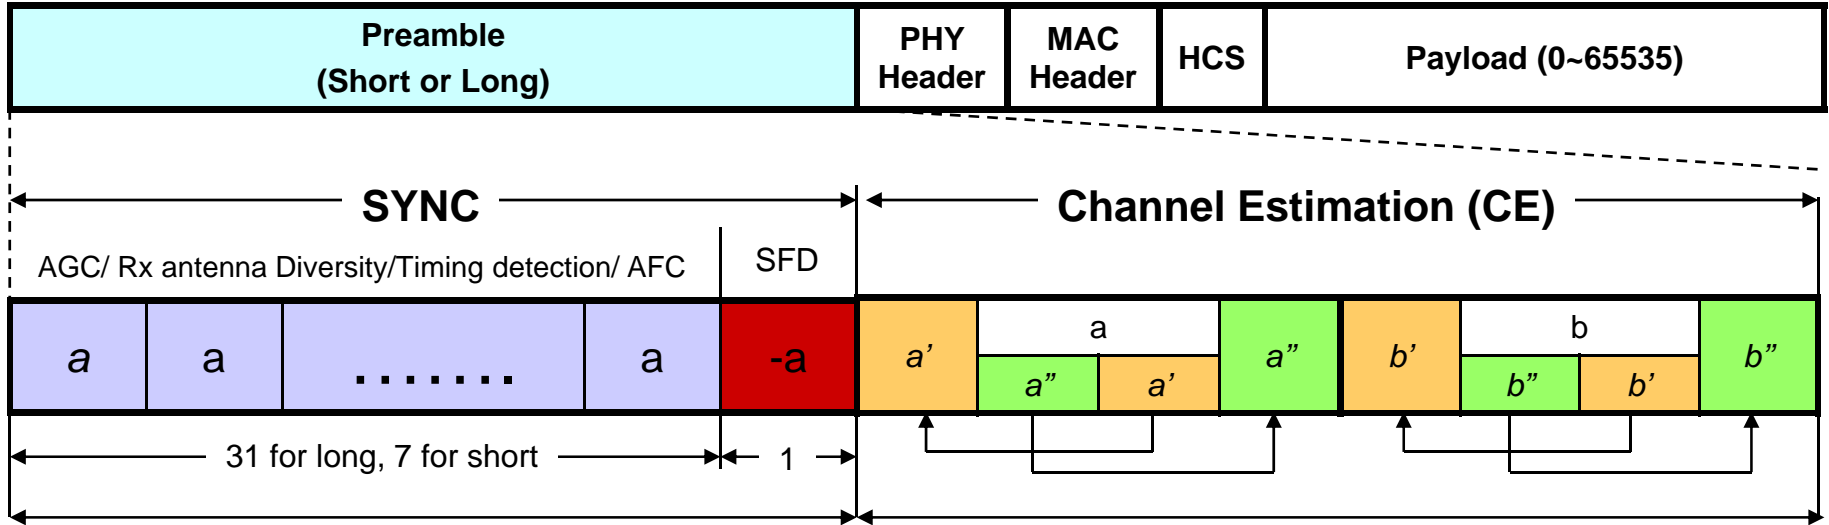 Preamble
(Short or Long)
PHY
Header
MAC
Header
HCS
Payload (0~65535)
SYNC
Channel Estimation (CE)
AGC/ Rx antenna Diversity/Timing detection/ AFC
SFD
a
a
.......
a
-a
a’
a
a”
a’
a”
b’
b
b”
b’
b”
31 for long, 7 for short
1